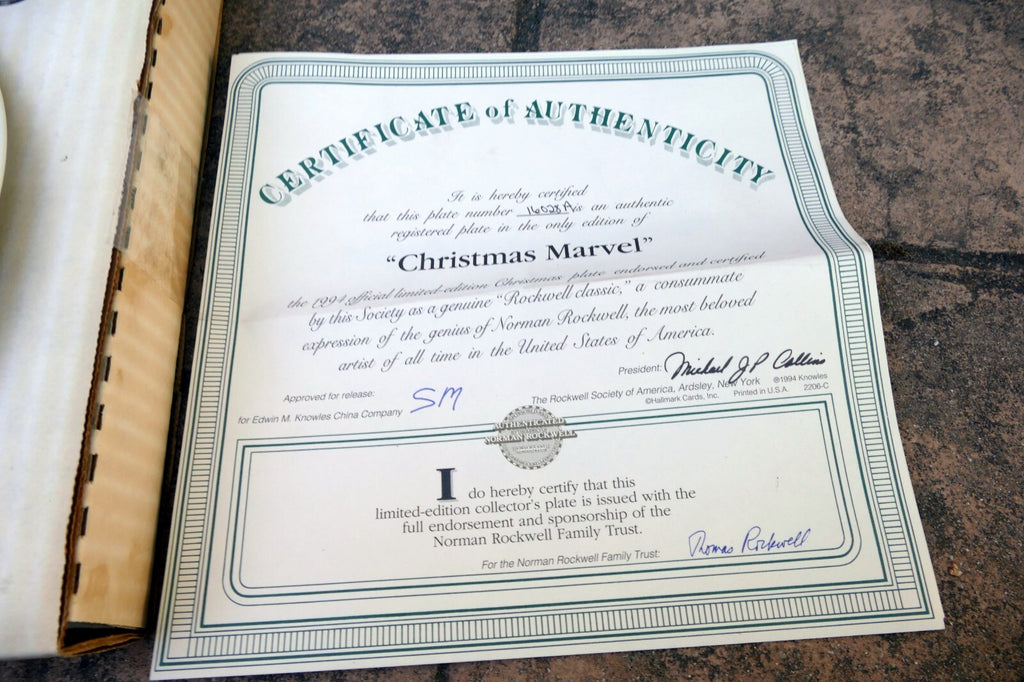 CERTIFICATE of AUTHENTICITY
It is hereby certified
that this plate number 16028A is an authentic
registered plate in the only edition of
“Christmas Marvel”
the 1994 official limited-edition Christmas plate endorsed and certified
by this Society as a genuine “Rockwell classic,” a consummate
expression of the genius of Norman Rockwell, the most beloved
artist of all time in the United States of America.
President: Michael J P Collins
The Rockwell Society of America, Ardsley, New York ©1994 Knowles
©Hallmark Cards, Inc. Printed in U.S.A. 2206-C
Approved for release:
for Edwin M. Knowles China Company SM
AUTHENTICATED
NORMAN ROCKWELL
I do hereby certify that this
limited-edition collector's plate is issued with the
full endorsement and sponsorship of the
Norman Rockwell Family Trust.
For the Norman Rockwell Family Trust: Thomas Rockwell